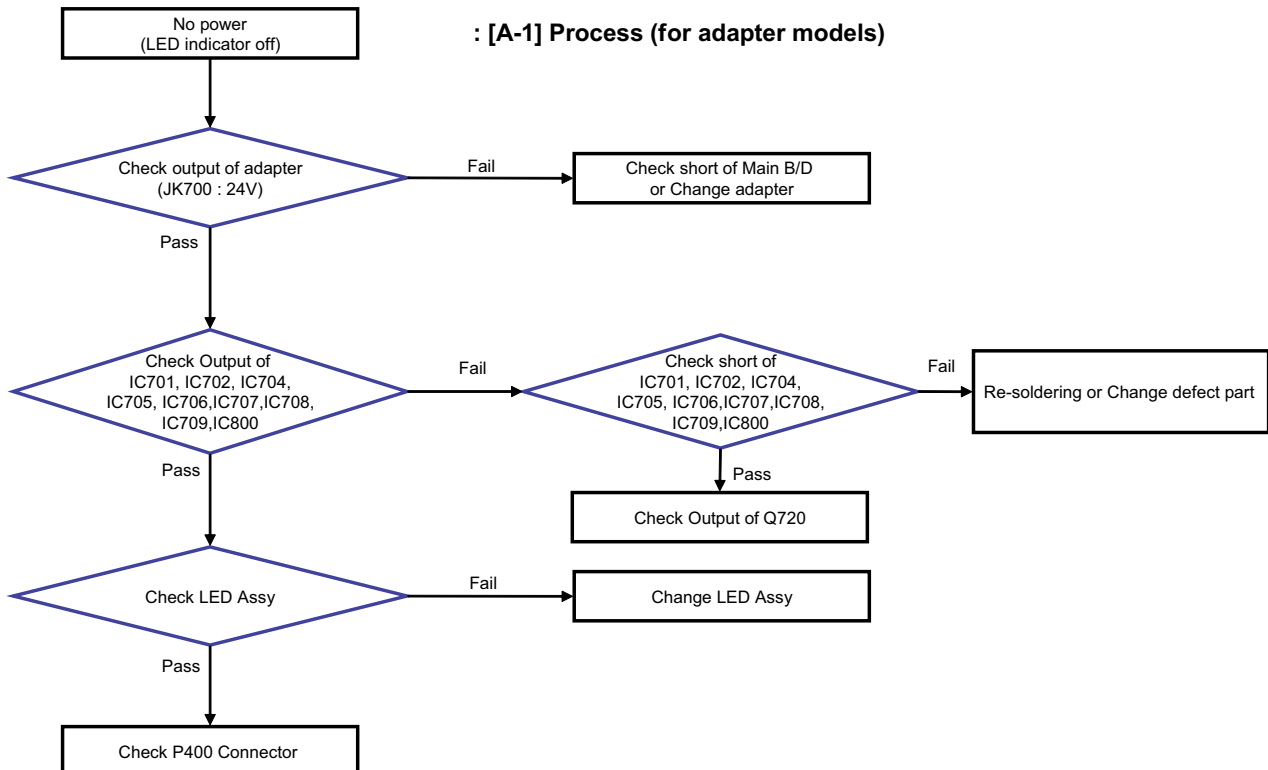 No power
(LED indicator off)
: [A-1] Process (for adapter models)
Check output of adapter
(JK700 : 24V)
Fail
Check short of Main B/D
or Change adapter
Pass
Check Output of
IC701, IC702, IC704,
IC705, IC706,IC707,IC708,
IC709,IC800
Fail
Check short of
IC701, IC702, IC704,
IC705, IC706,IC707,IC708,
IC709,IC800
Fail
Re-soldering or Change defect part
Pass
Pass
Check Output of Q720
Check LED Assy
Fail
Change LED Assy
Pass
Check P400 Connector